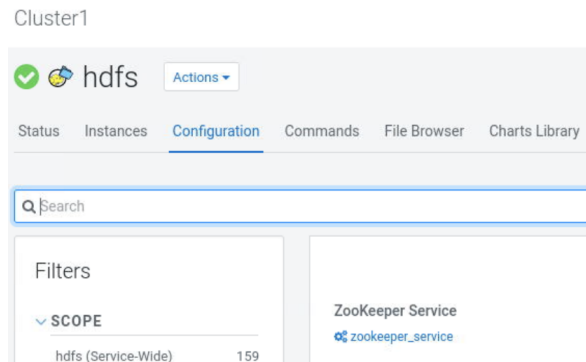 Cluster1
hdfs Actions
Status Instances Configuration Commands File Browser Charts Library
Search
Filters
SCOPE
hdfs (Service-Wide) 159
ZooKeeper Service
zookeeper_service